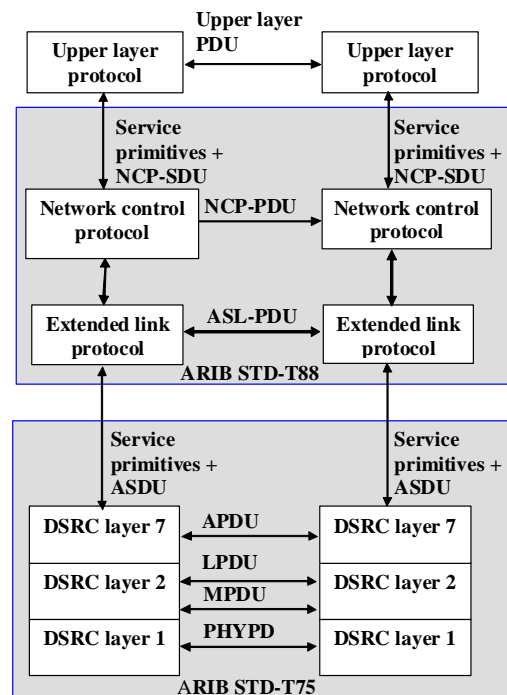 Upper layer
PDU
Upper layer
protocol
Upper layer
protocol
Service
primitives +
NCP-SDU
Service
primitives +
NCP-SDU
Network control
protocol
NCP-PDU
Network control
protocol
Extended link
protocol
ASL-PDU
Extended link
protocol
ARIB STD-T88
Service
primitives +
ASDU
Service
primitives +
ASDU
DSRC layer 7
APDU
DSRC layer 7
LPDU
DSRC layer 2
DSRC layer 2
MPDU
DSRC layer 1
PHYPD
DSRC layer 1
ARIB STD-T75